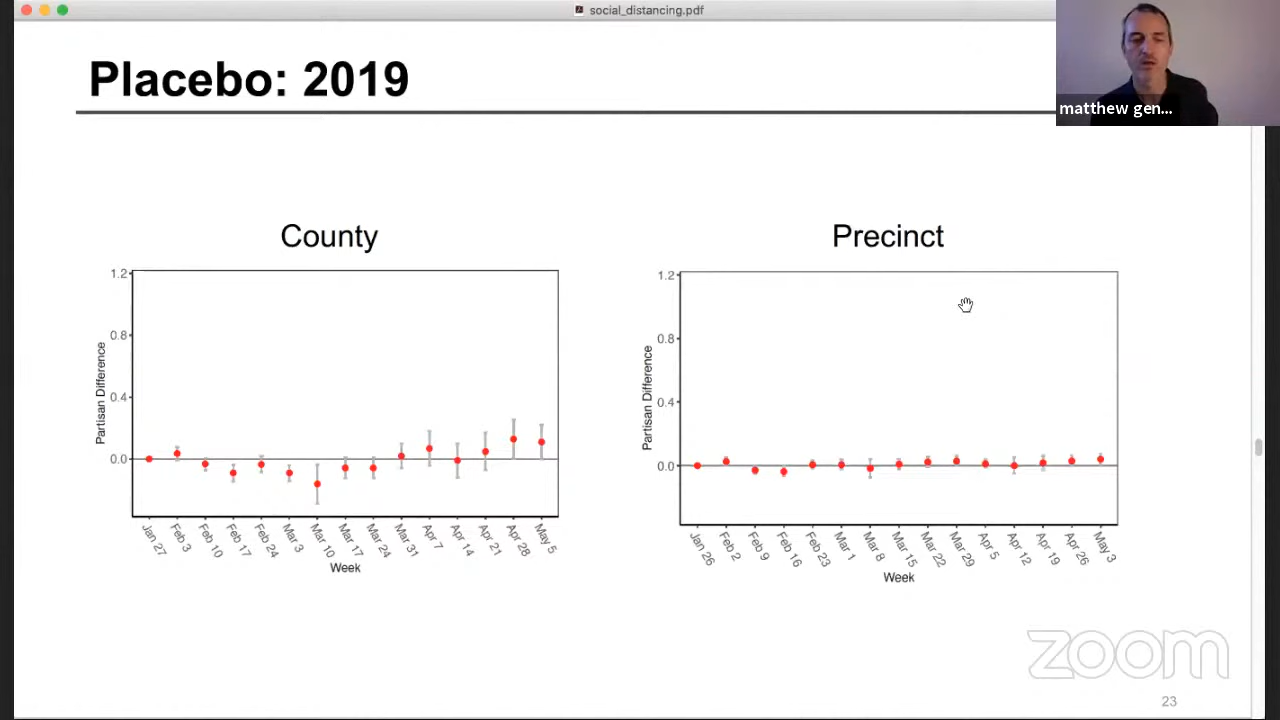 social_distancing.pdf
Placebo: 2019
matthew gen...
County
Precinct
1.2
0.8
0.4
0.0
Partisan Difference
Jan 27
Feb 3
Feb 10
Feb 17
Feb 24
Mar 3
Mar 10
Mar 17
Mar 24
Mar 31
Apr 7
Apr 14
Apr 21
Apr 28
May 5
Week
1.2
0.8
0.4
0.0
Partisan Difference
Jan 26
Feb 2
Feb 9
Feb 16
Feb 23
Mar 1
Mar 8
Mar 15
Mar 22
Mar 29
Apr 5
Apr 12
Apr 19
Apr 26
May 3
Week
zoom
23